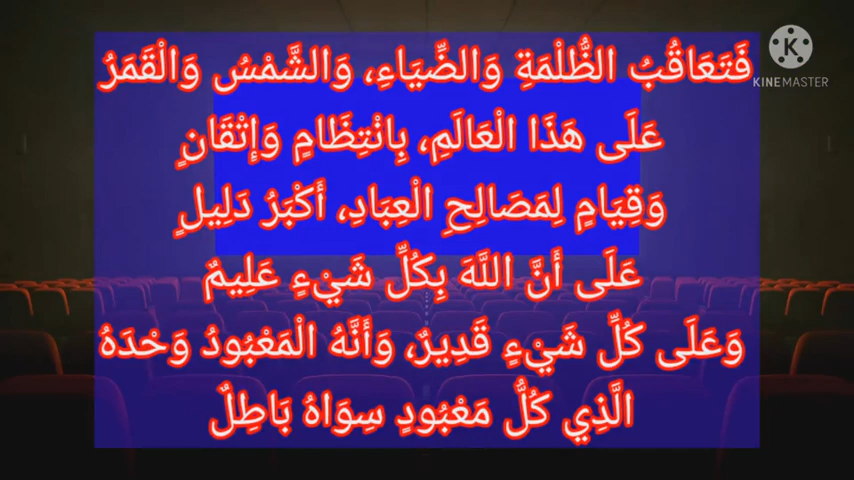 فَتَعَاقُبُ الظُّلْمَةِ وَالضِّيَاءِ، وَالشَّمْسُ وَالْقَمَرُ
عَلَى هَذَا الْعَالَمِ، بِانْتِظَامٍ وَإِتْقَانٍ
وَقِيَامٍ لِمَصَالِحِ الْعِبَادِ، أَكْبَرُ دَلِيلٍ
عَلَى أَنَّ اللَّهَ بِكُلِّ شَيْءٍ عَلِيمٌ
وَعَلَى كُلِّ شَيْءٍ قَدِيرٌ، وَأَنَّهُ الْمَعْبُودُ وَحْدَهُ
الَّذِي كُلُّ مَعْبُودٍ سِوَاهُ بَاطِلٌ
K
KINEMASTER